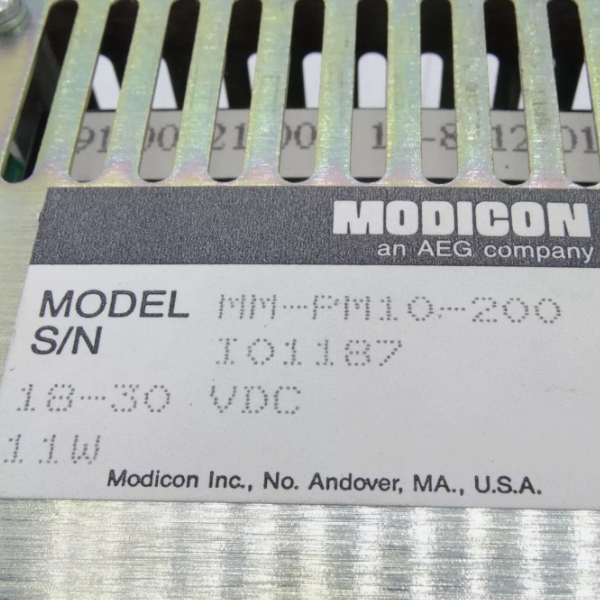 MODICON
an AEG company
MODEL MM-PM10-200
S/N I01187
18-30 VDC
11W
Modicon Inc., No. Andover, MA., U.S.A.